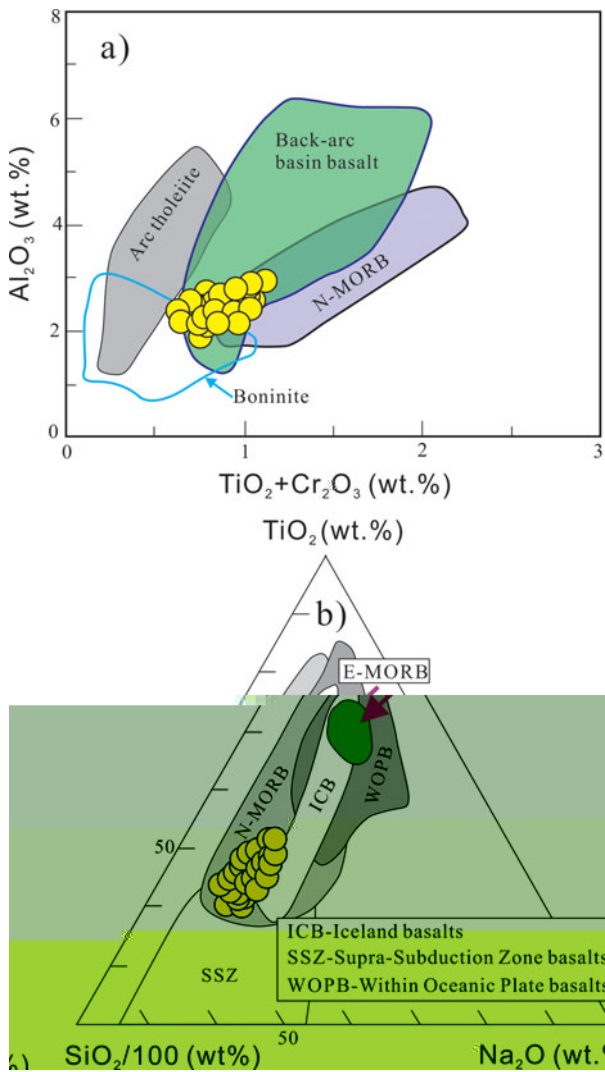 8
a)
6
4
2
0
Al₂O₃ (wt.%)
Arc tholeiite
Back-arc
basin basalt
N-MORB
Boninite
0
1
2
3
TiO₂+Cr₂O₃ (wt.%)
TiO₂ (wt.%)
b)
E-MORB
N-MORB
ICB
WOPB
50
ICB-Iceland basalts
SSZ-Supra-Subduction Zone basalts
WOPB-Within Oceanic Plate basalts
SSZ
50
%)
SiO₂/100 (wt%)
Na₂O (wt.%